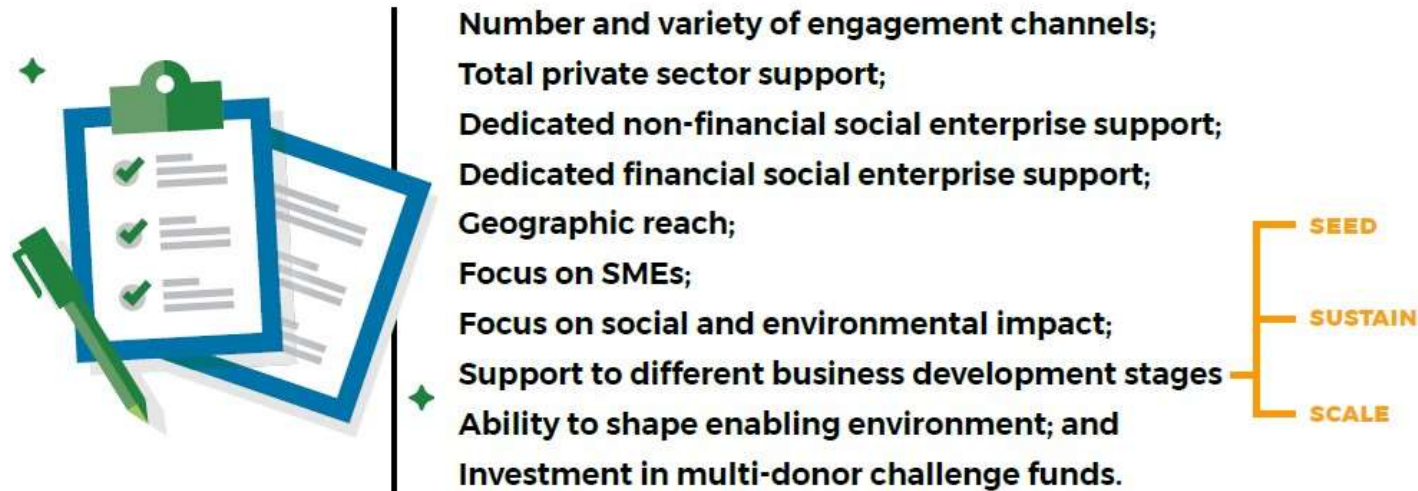 Number and variety of engagement channels;
Total private sector support;
Dedicated non-financial social enterprise support;
Dedicated financial social enterprise support;
Geographic reach;
Focus on SMEs;
Focus on social and environmental impact;
Support to different business development stages
Ability to shape enabling environment; and
Investment in multi-donor challenge funds.
SEED
SUSTAIN
SCALE